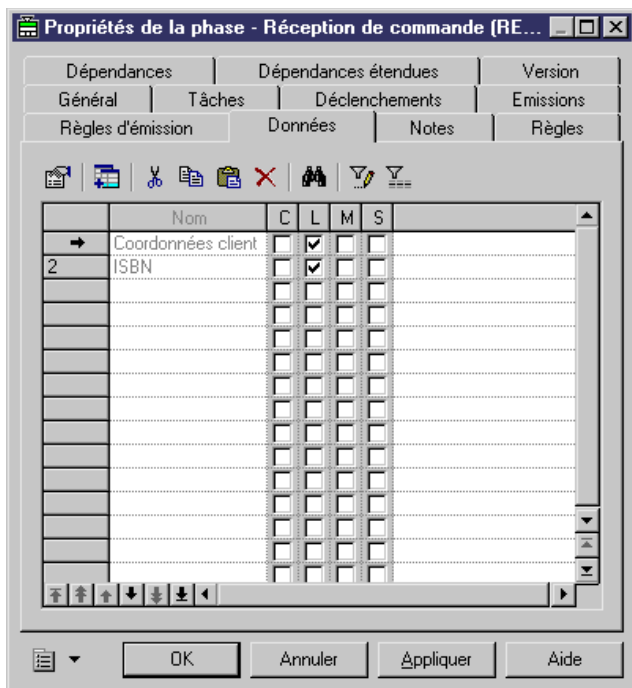 Propriétés de la phase - Réception de commande (RE...
Dépendances Dépendances étendues Version
Général Tâches Déclenchements Emissions
Règles d'émission Données Notes Règles
Nom C L M S
Coordonnées client
2 ISBN
OK Annuler Appliquer Aide